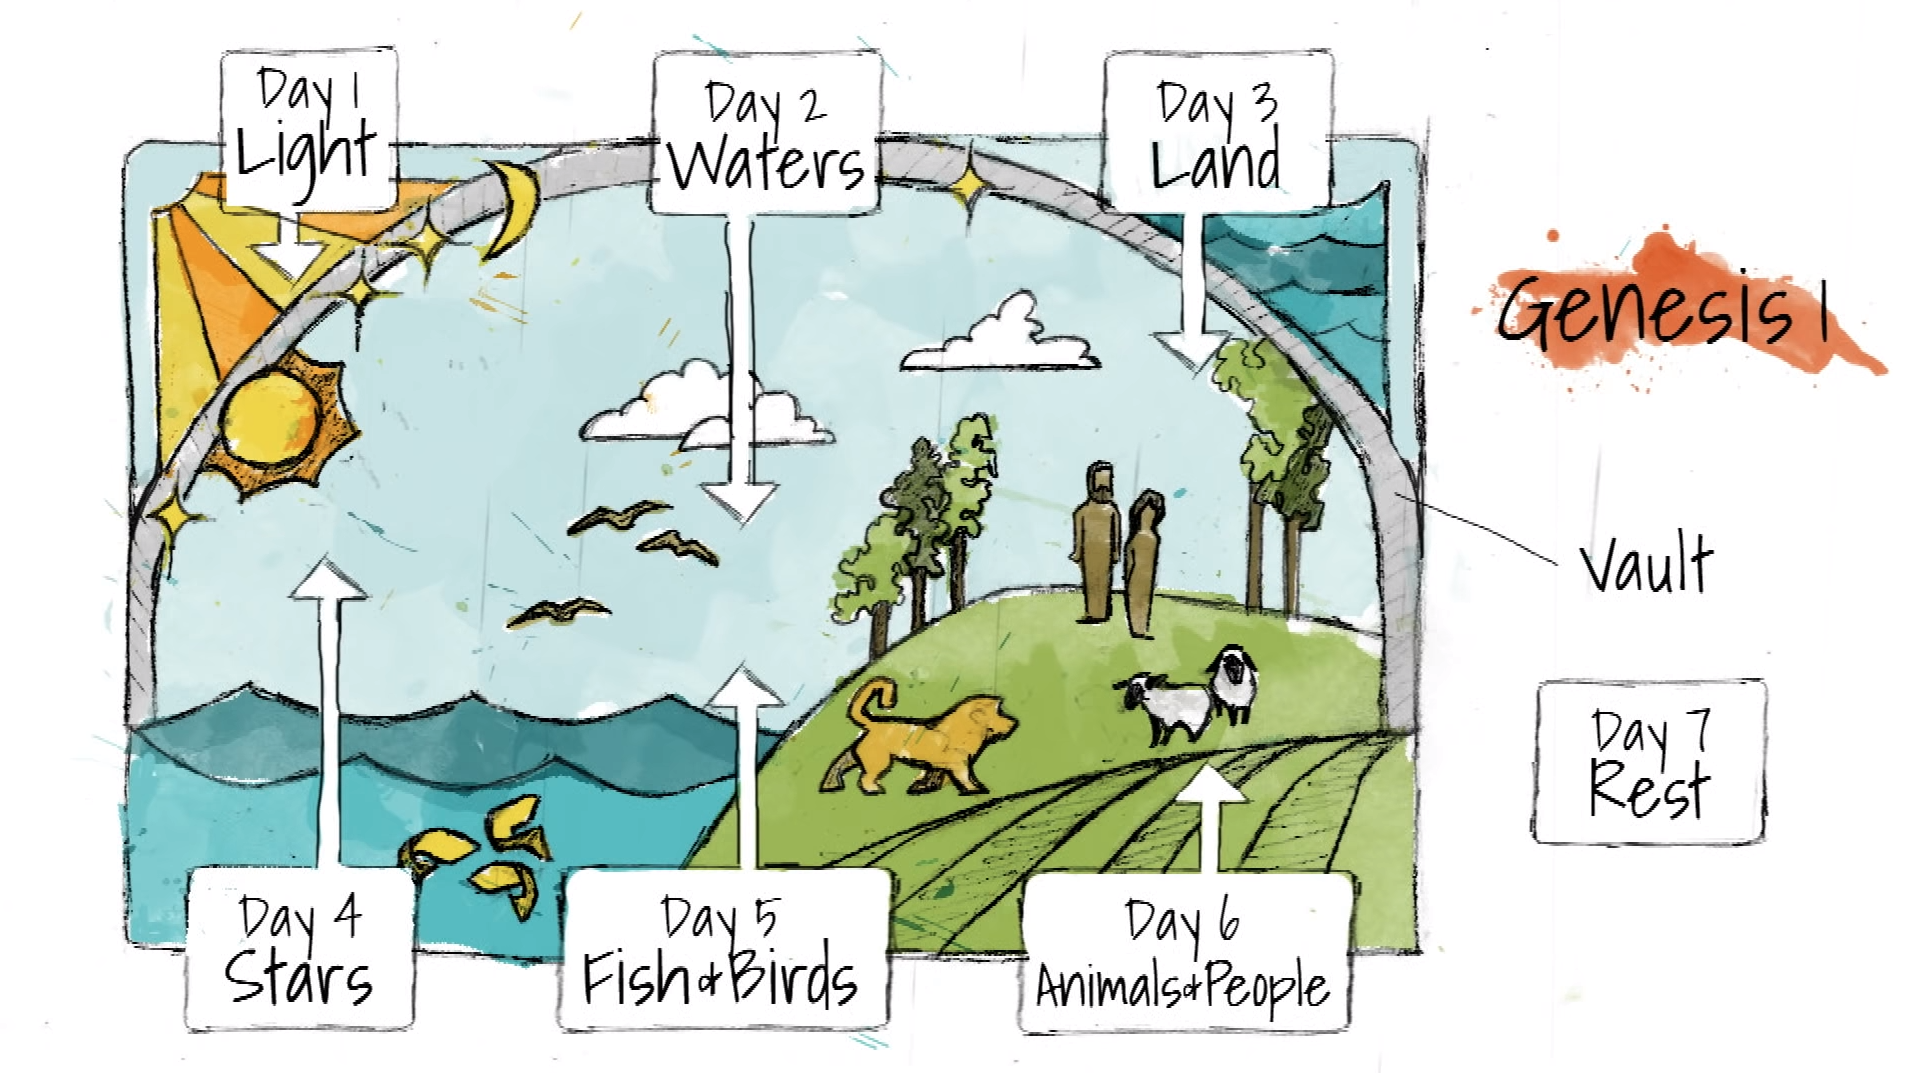 Day 1
Light
Day 2
Waters
Day 3
Land
Genesis 1
Vault
Day 7
Rest
Day 4
Stars
Day 5
Fish & Birds
Day 6
Animals & People